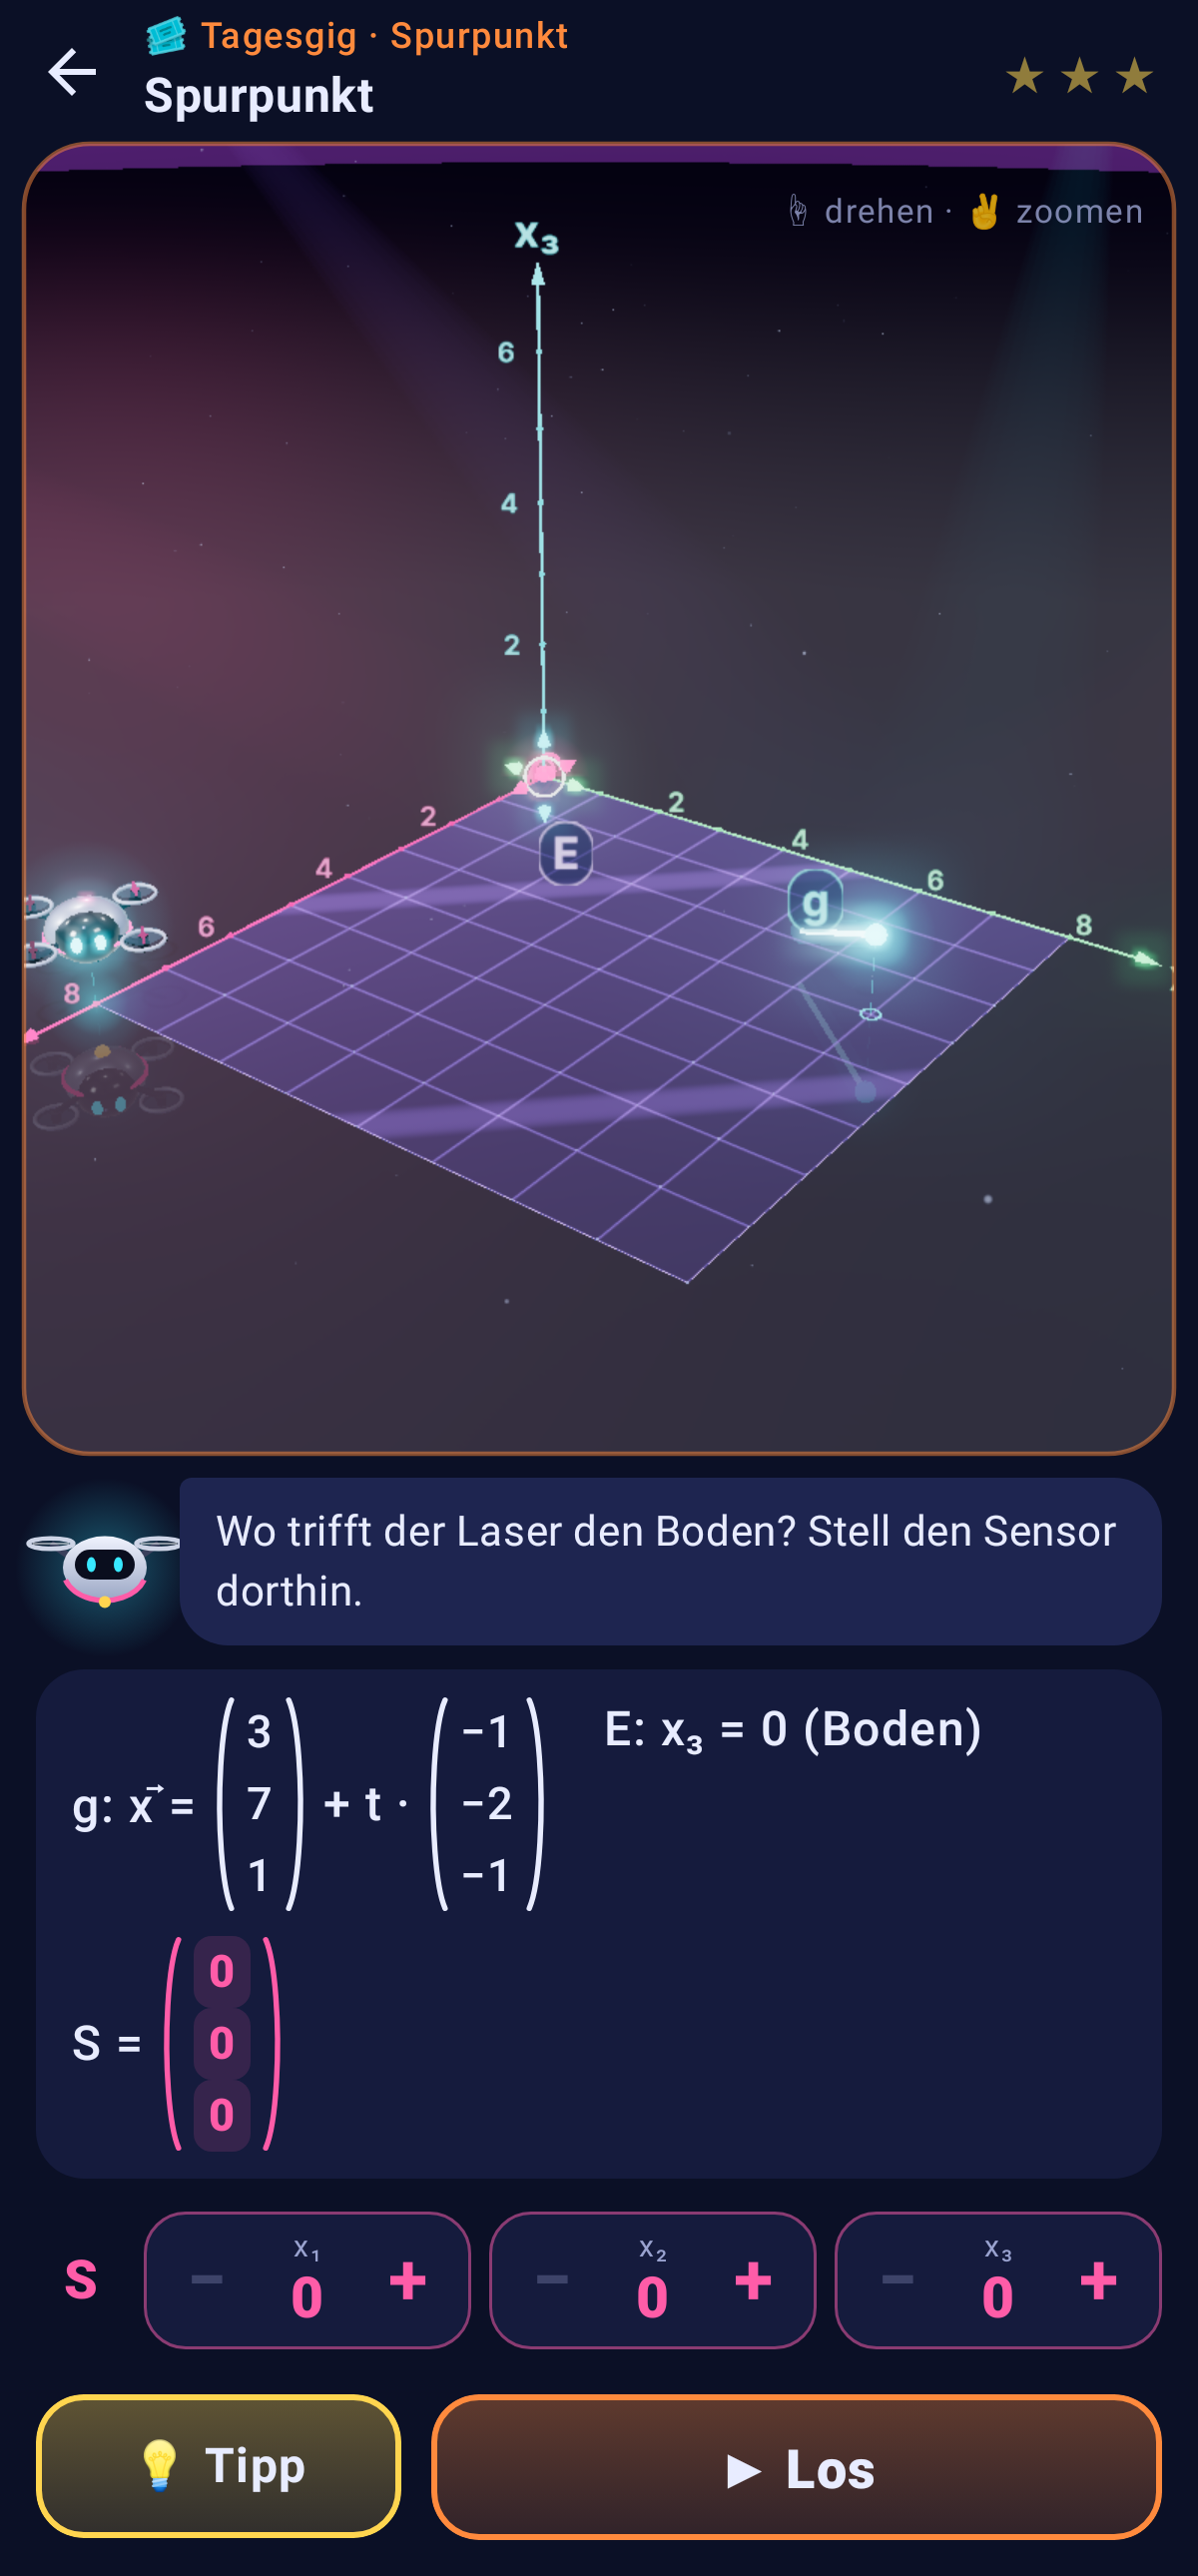 Tagesgig · Spurpunkt
Spurpunkt
drehen · zoomen
x₃
6
4
2
2
4
6
8
2
4
6
8
E
g
Wo trifft der Laser den Boden? Stell den Sensor
dorthin.
g: x⃗ = (3 7 1) + t · (−1 −2 −1)
E: x₃ = 0 (Boden)
S = (0 0 0)
S
x₁ x₂ x₃
− 0 + − 0 + − 0 +
Tipp
Los